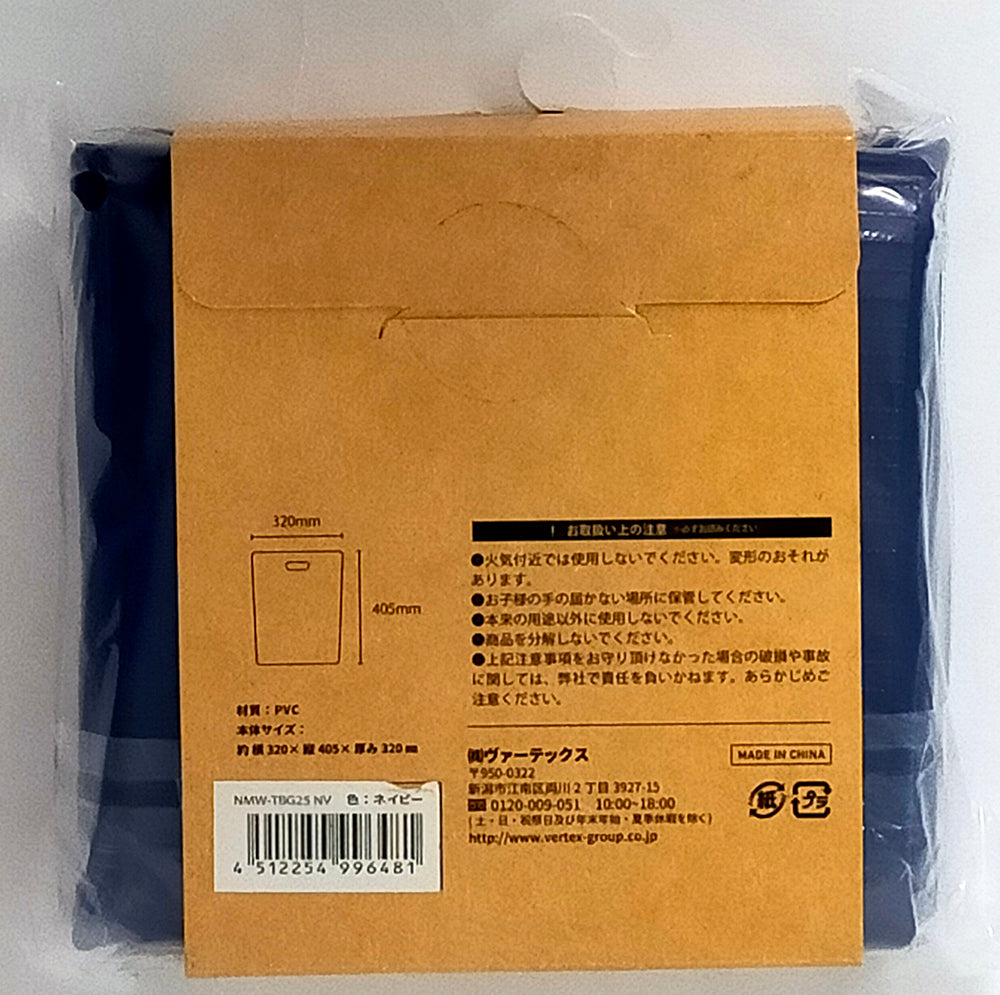 320mm
405mm
材質：PVC
本体サイズ：
約 横 320× 縦 405× 厚み 320 ㎜
NMW-TBG25 NV 色：ネイビー
4 512254 996481
！ お取扱い上の注意 ※必ずお読みください
●火気付近では使用しないでください。変形のおそれが
あります。
●お子様の手の届かない場所に保管してください。
●本来の用途以外に使用しないでください。
●商品を分解しないでください。
●上記注意事項をお守り頂けなかった場合の破損や事故
に関しては、弊社で責任を負いかねます。あらかじめご
注意ください。
㈲ヴァーテックス
〒950-0322
新潟市江南区両川 2 丁目 3927-15
0120-009-051 10:00~18:00
( 土・日・祝祭日及び年末年始・夏季休暇を除く )
http://www.vertex-group.co.jp
MADE IN CHINA
紙 プラ